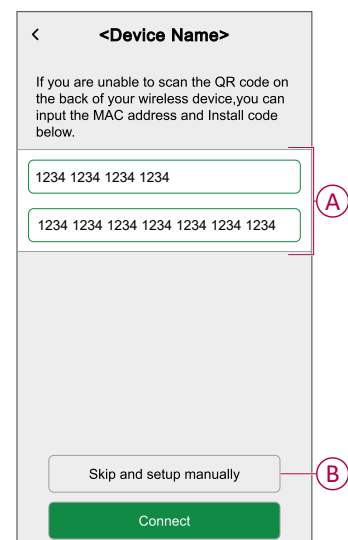 <Device Name>
If you are unable to scan the QR code on
the back of your wireless device,you can
input the MAC address and Install code
below.
1234 1234 1234 1234
A
1234 1234 1234 1234 1234 1234 1234
Skip and setup manually
B
Connect